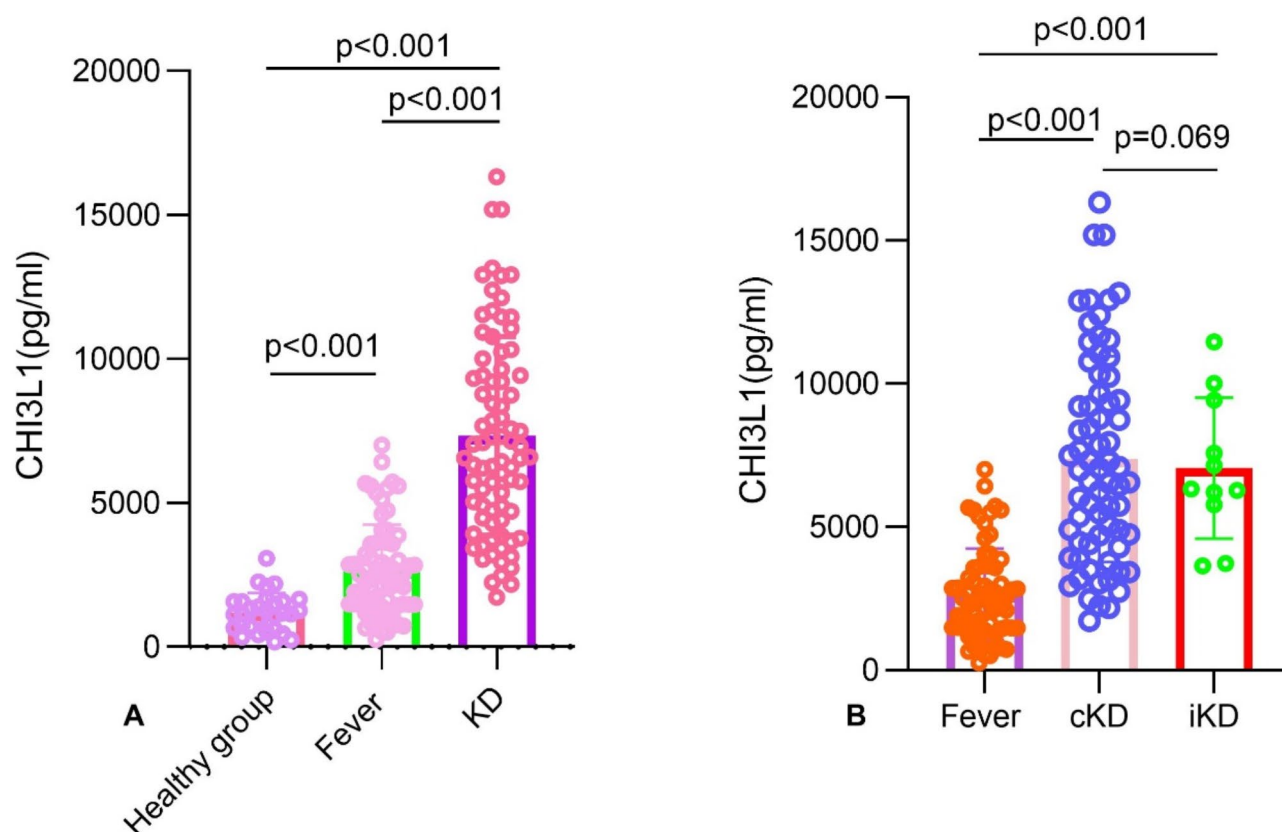 p<0.001
20000
p<0.001
15000
p<0.001
10000
5000
0
CHI3L1(pg/ml)
A
Healthy group
Fever
KD
p<0.001
20000
p<0.001
p=0.069
15000
10000
5000
0
CHI3L1(pg/ml)
B
Fever
cKD
iKD